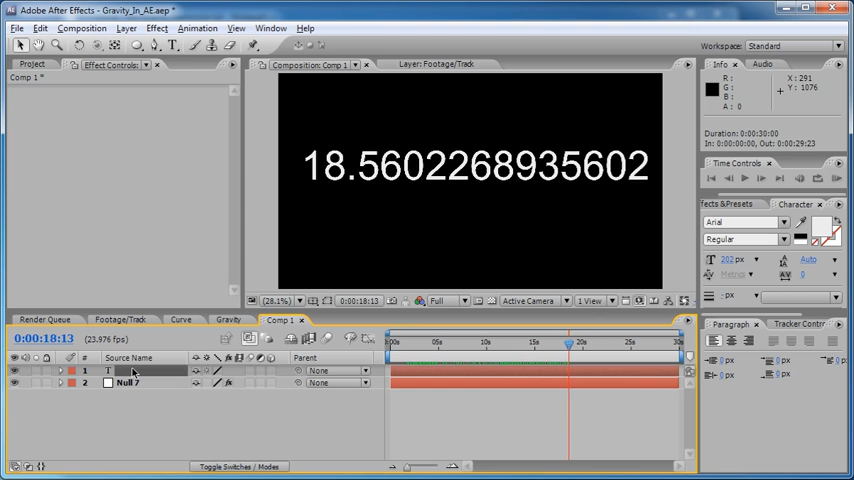 Adobe After Effects - Gravity_In_AE.aep *
File Edit Composition Layer Effect Animation View Window Help
Workspace: Standard
Project Effect Controls:
Comp 1 *
Composition: Comp 1 Layer: Footage/Track
18.5602268935602
(28.1%) 0:00:18:13 Full Active Camera 1 View
Info Audio
R : G : B : A : 0
X : 291
Y : 1076
Duration: 0:00:30:00
In: 0:00:00:00, Out: 0:00:29:23
Time Controls
ffects&Presets Character
Arial
Regular
202 px Auto
Metrics 0
- px
Paragraph Tracker Contr
0 px 0 px 0 p
0 px 0 px
Render Queue Footage/Track Curve Gravity Comp 1
0:00:18:13 (23.976 fps)
# Source Name Parent
:00s 05s 10s 15s 20s 25s 30s
1 T None
2 Null 7 None
Toggle Switches / Modes